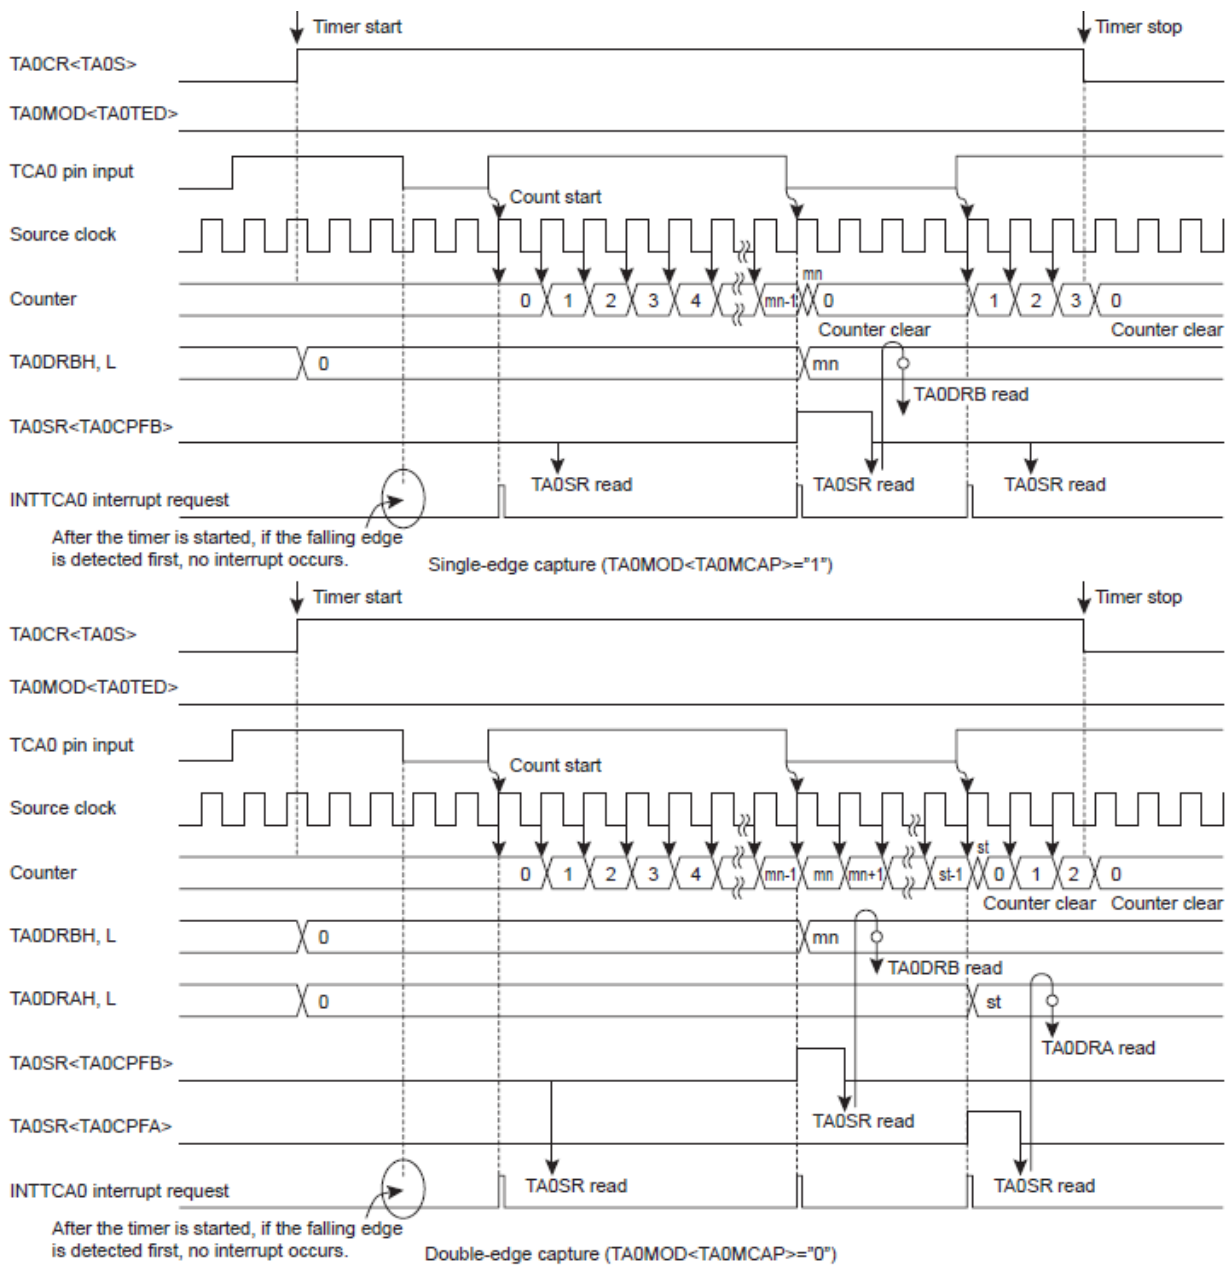 Timer start
Timer stop
TA0CR<TA0S>
TA0MOD<TA0TED>
TCA0 pin input
Count start
Source clock
mn
Counter
0 1 2 3 4 mn-1 0 1 2 3 0
Counter clear
Counter clear
TA0DRBH, L
0
mn
TA0DRB read
TA0SR<TA0CPFB>
TA0SR read
TA0SR read
TA0SR read
INTTCA0 interrupt request
After the timer is started, if the falling edge
is detected first, no interrupt occurs.
Single-edge capture (TA0MOD<TA0MCAP>="1")
Timer start
Timer stop
TA0CR<TA0S>
TA0MOD<TA0TED>
TCA0 pin input
Count start
Source clock
st
Counter
0 1 2 3 4 mn-1 mn mn+1 st-1 0 1 2 0
Counter clear
Counter clear
TA0DRBH, L
0
mn
TA0DRB read
TA0DRAH, L
0
st
TA0DRA read
TA0SR<TA0CPFB>
TA0SR read
TA0SR<TA0CPFA>
TA0SR read
TA0SR read
INTTCA0 interrupt request
After the timer is started, if the falling edge
is detected first, no interrupt occurs.
Double-edge capture (TA0MOD<TA0MCAP>="0")